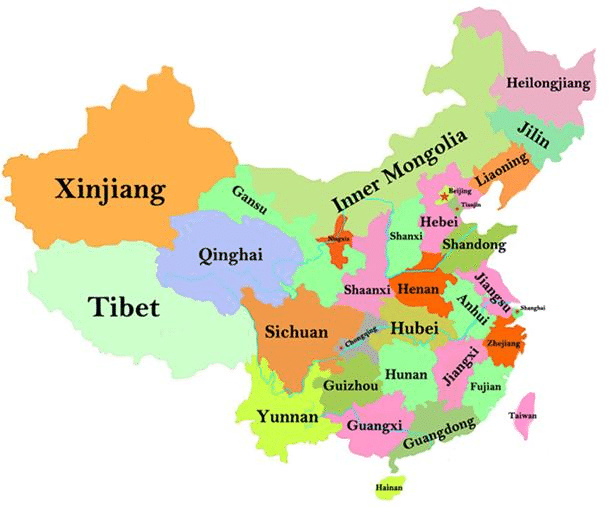 Heilongjiang
Jilin
Liaoning
Inner Mongolia
Xinjiang
Gansu
Beijing
Tianjin
Hebei
Ningxia
Shanxi
Shandong
Qinghai
Shaanxi
Henan
Jiangsu
Tibet
Anhui
Shanghai
Sichuan
Chongqing
Hubei
Zhejiang
Guizhou
Hunan
Jiangxi
Fujian
Yunnan
Guangxi
Guangdong
Taiwan
Hainan